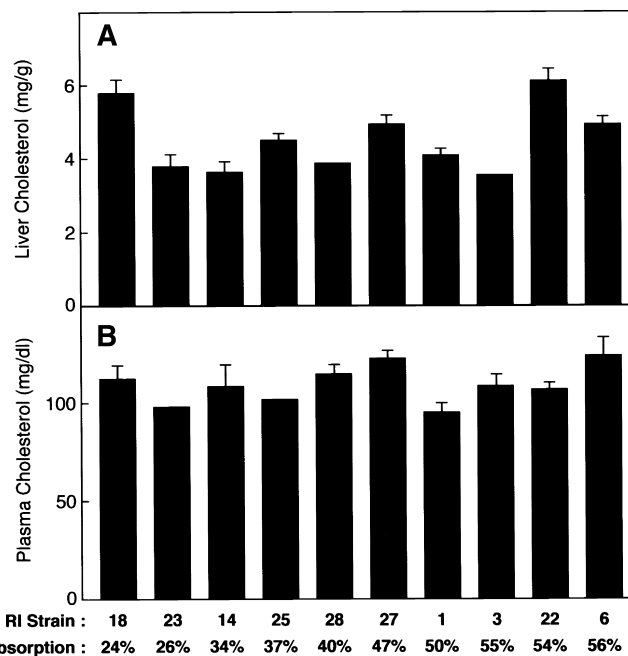 A
Liver Cholesterol (mg/g)
6
4
2
0
B
Plasma Cholesterol (mg/dl)
100
50
0
RI Strain : 18 23 14 25 28 27 1 3 22 6
bsorption : 24% 26% 34% 37% 40% 47% 50% 55% 54% 56%